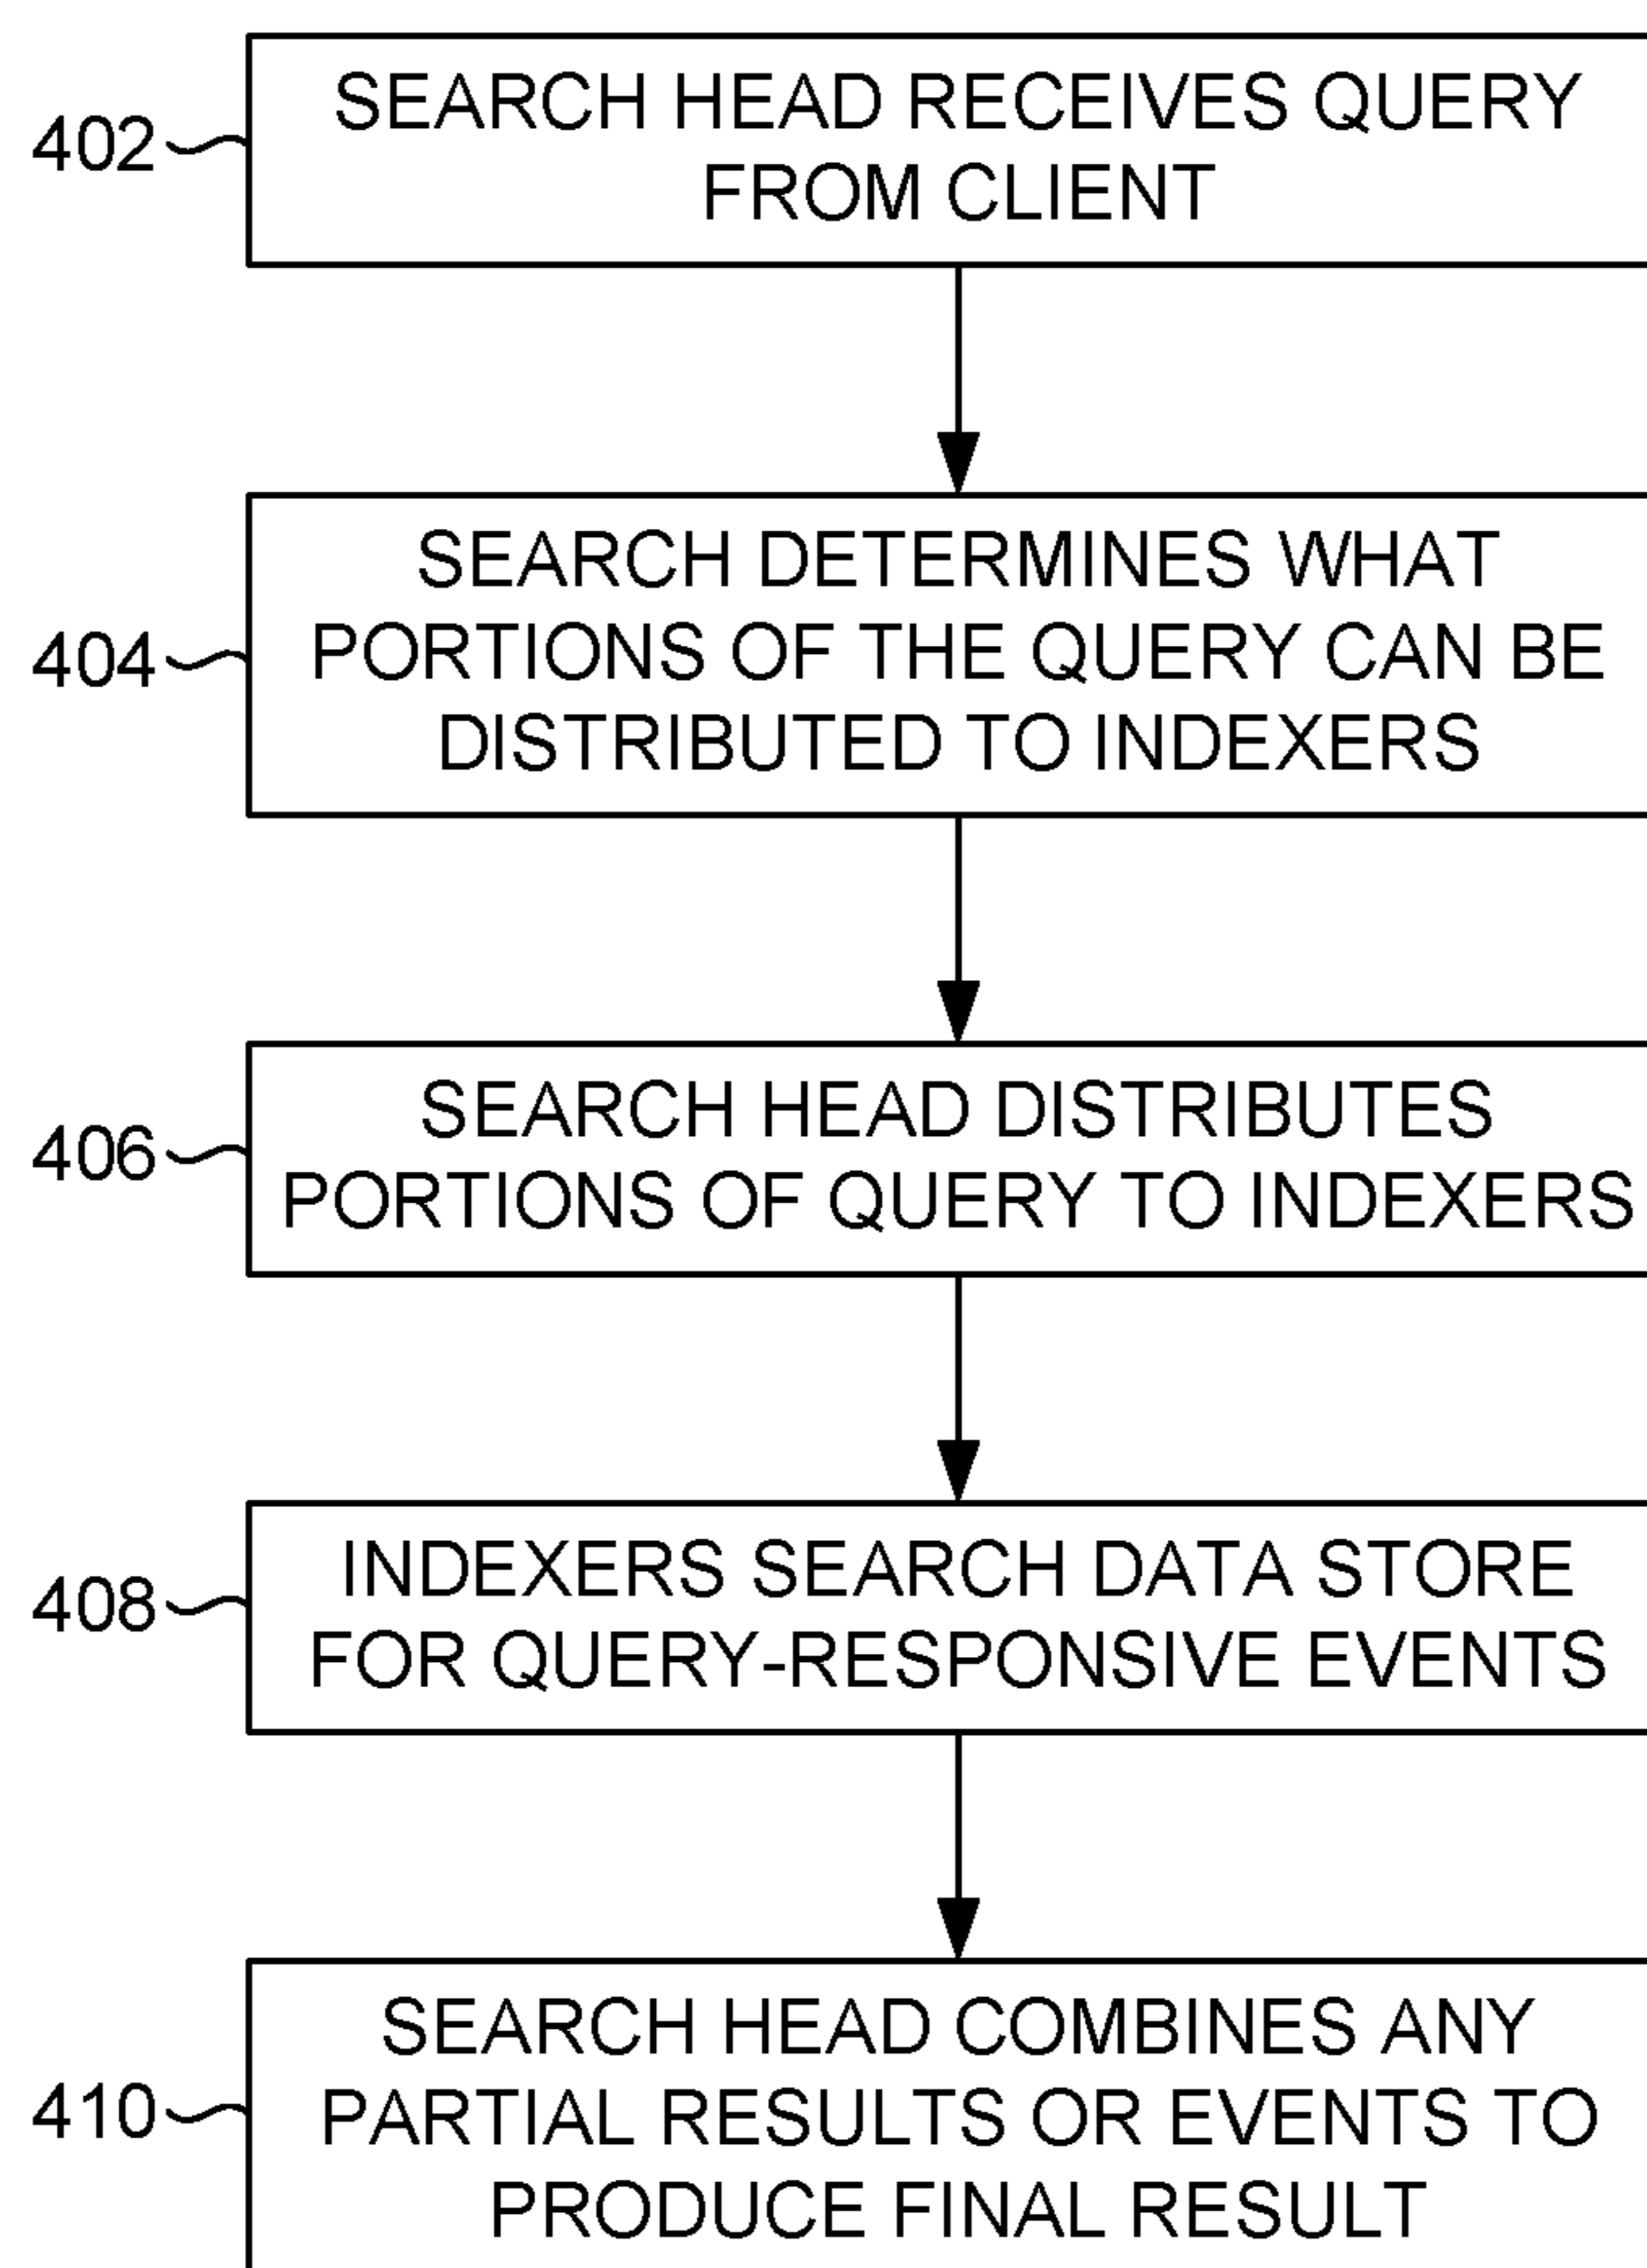 402
SEARCH HEAD RECEIVES QUERY
FROM CLIENT
404
SEARCH DETERMINES WHAT
PORTIONS OF THE QUERY CAN BE
DISTRIBUTED TO INDEXERS
406
SEARCH HEAD DISTRIBUTES
PORTIONS OF QUERY TO INDEXERS
408
INDEXERS SEARCH DATA STORE
FOR QUERY-RESPONSIVE EVENTS
410
SEARCH HEAD COMBINES ANY
PARTIAL RESULTS OR EVENTS TO
PRODUCE FINAL RESULT